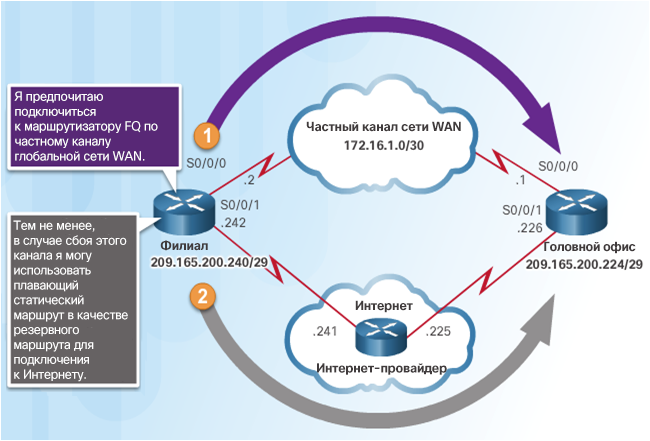 Я предпочитаю
подключиться
к маршрутизатору FQ по
частному каналу
глобальной сети WAN.
1
Частный канал сети WAN
172.16.1.0/30
S0/0/0
.2
S0/0/0
.1
S0/0/1
.242
S0/0/1
.226
Филиал
209.165.200.240/29
Головной офис
209.165.200.224/29
Тем не менее,
в случае сбоя этого
канала я могу
использовать
плавающий
статический
маршрут в качестве
резервного
маршрута для
подключения
к Интернету.
2
Интернет
.241
.225
Интернет-провайдер